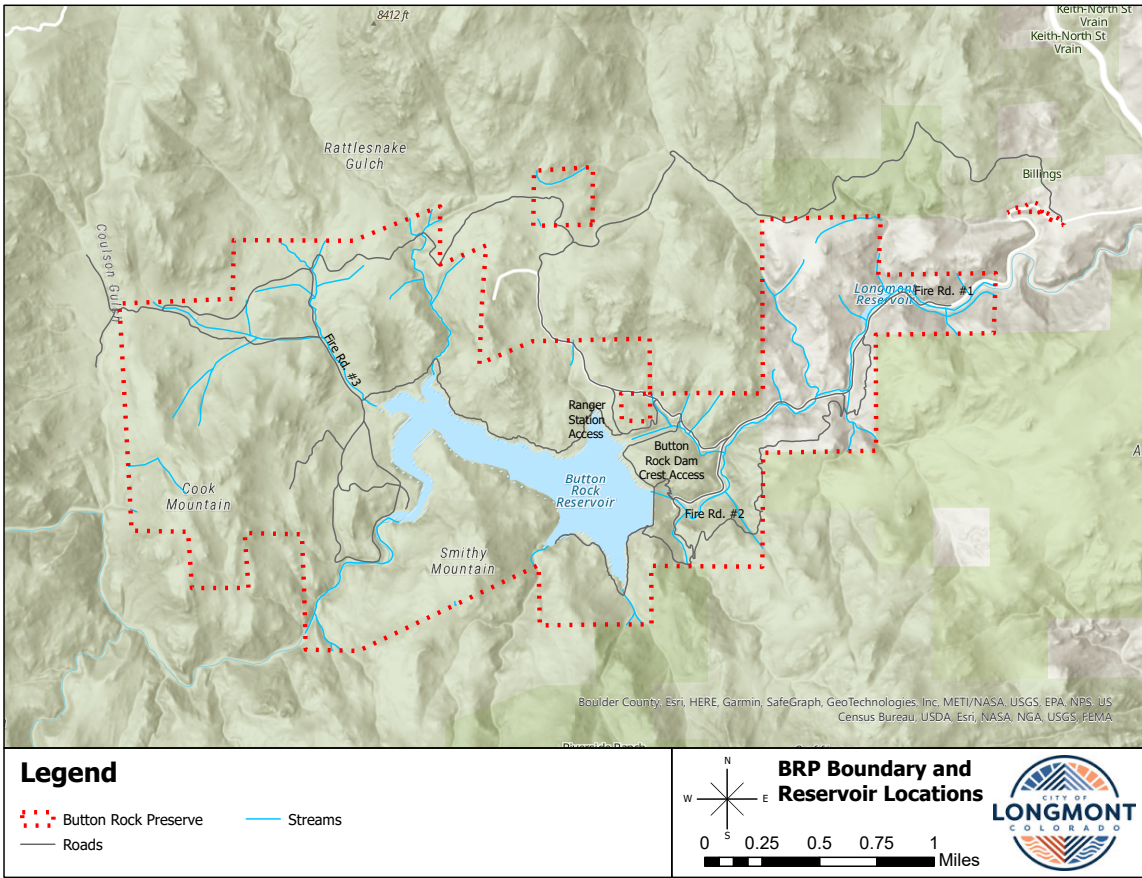 8412 ft
Keith-North St
Vrain
Keith-North St
Vrain
Rattlesnake
Gulch
Billings
Coulson Gulch
Longmont
Reservoir
Fire Rd. #1
Fire Rd. #3
Ranger
Station
Access
Button
Rock Dam
Crest Access
Button
Rock
Reservoir
Cook
Mountain
Fire Rd. #2
Smithy
Mountain
A
Boulder County, Esri, HERE, Garmin, SafeGraph, GeoTechnologies, Inc, METI/NASA, USGS, EPA, NPS, US
Census Bureau, USDA, Esri, NASA, NGA, USGS, FEMA
Riverside Ranch
Legend
Button Rock Preserve
Streams
Roads
N
W E
S
BRP Boundary and
Reservoir Locations
0 0.25 0.5 0.75 1
Miles
CITY OF
LONGMONT
COLORADO